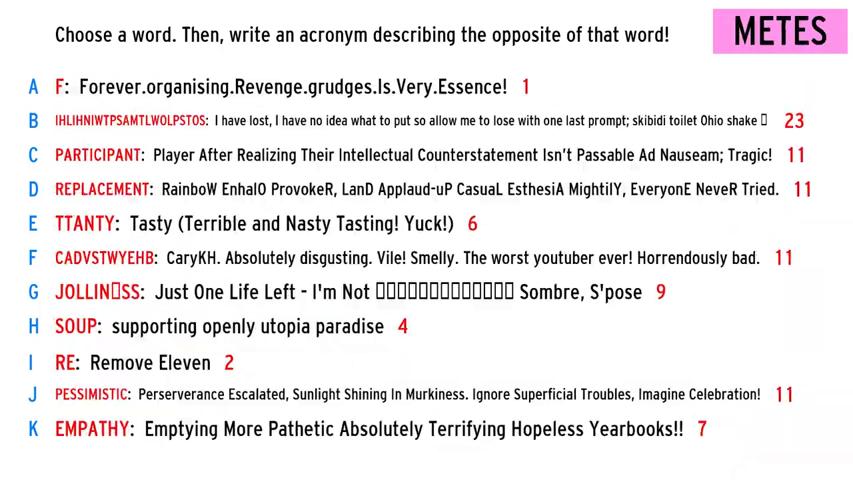 Choose a word. Then, write an acronym describing the opposite of that word!
METES
A F: Forever.organising.Revenge.grudges.Is.Very.Essence! 1
B IHLIHNIWTPSAMTLWOLPSTOS: I have lost, I have no idea what to put so allow me to lose with one last prompt; skibidi toilet Ohio shake 23
C PARTICIPANT: Player After Realizing Their Intellectual Counterstatement Isn't Passable Ad Nauseam; Tragic! 11
D REPLACEMENT: RainboW EnhalO ProvokeR, LanD Applaud-uP CasuaL EsthesiA MightilY, EveryonE NeveR Tried. 11
E TTANTY: Tasty (Terrible and Nasty Tasting! Yuck!) 6
F CADVSTWYEHB: CaryKH. Absolutely disgusting. Vile! Smelly. The worst youtuber ever! Horrendously bad. 11
G JOLLIN▯SS: Just One Life Left - I'm Not ▯▯▯▯▯▯▯▯▯▯▯▯▯▯ Sombre, S'pose 9
H SOUP: supporting openly utopia paradise 4
I RE: Remove Eleven 2
J PESSIMISTIC: Perserverance Escalated, Sunlight Shining In Murkiness. Ignore Superficial Troubles, Imagine Celebration! 11
K EMPATHY: Emptying More Pathetic Absolutely Terrifying Hopeless Yearbooks!! 7